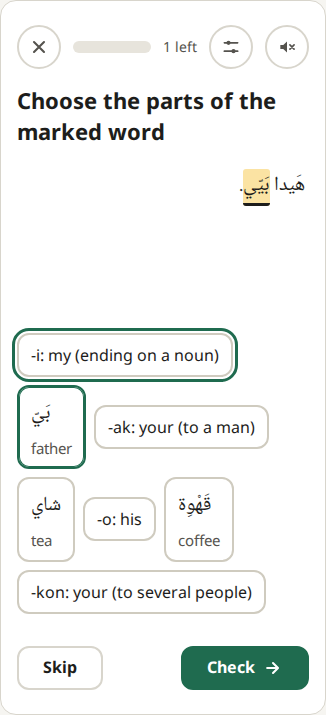 1 left
Choose the parts of the
marked word
هَيدا بَيّي.
-i: my (ending on a noun)
بَيّ
father
-ak: your (to a man)
شاي
tea
-o: his
قَهْوِة
coffee
-kon: your (to several people)
Skip
Check →